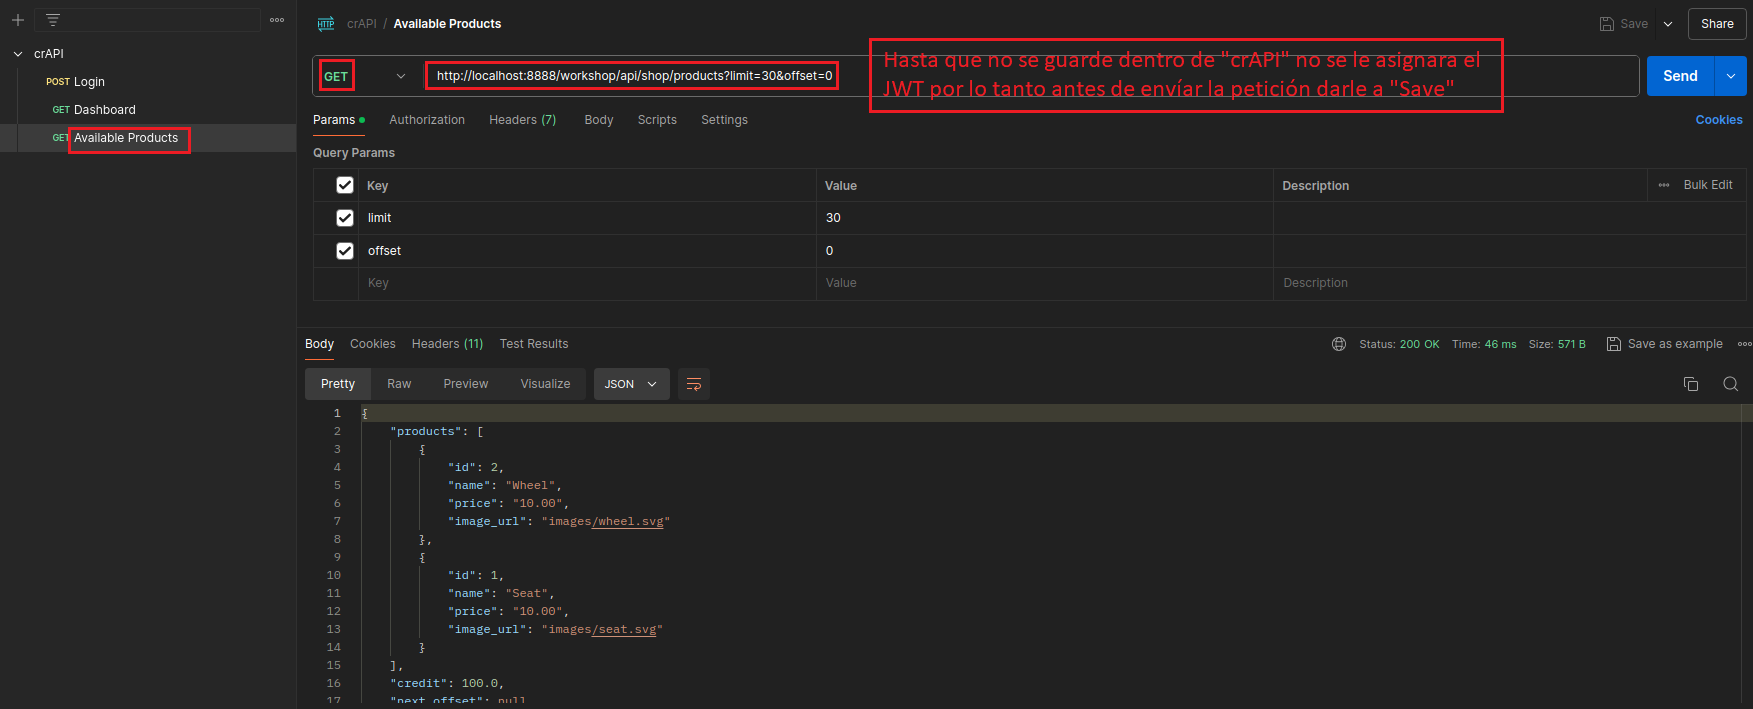 crAPI / Available Products
Save
Share
crAPI
POST Login
GET Dashboard
GET Available Products
GET
http://localhost:8888/workshop/api/shop/products?limit=30&offset=0
Hasta que no se guarde dentro de "crAPI" no se le asignara el
JWT por lo tanto antes de envíar la petición darle a "Save"
Send
Params
Authorization
Headers (7)
Body
Scripts
Settings
Cookies
Query Params
Key
Value
Description
Bulk Edit
limit
30
offset
0
Key
Value
Description
Body
Cookies
Headers (11)
Test Results
Status: 200 OK
Time: 46 ms
Size: 571 B
Save as example
Pretty
Raw
Preview
Visualize
JSON
1 {
2 "products": [
3 {
4 "id": 2,
5 "name": "Wheel",
6 "price": "10.00",
7 "image_url": "images/wheel.svg"
8 },
9 {
10 "id": 1,
11 "name": "Seat",
12 "price": "10.00",
13 "image_url": "images/seat.svg"
14 }
15 ],
16 "credit": 100.0,
17 "next_offset": null,